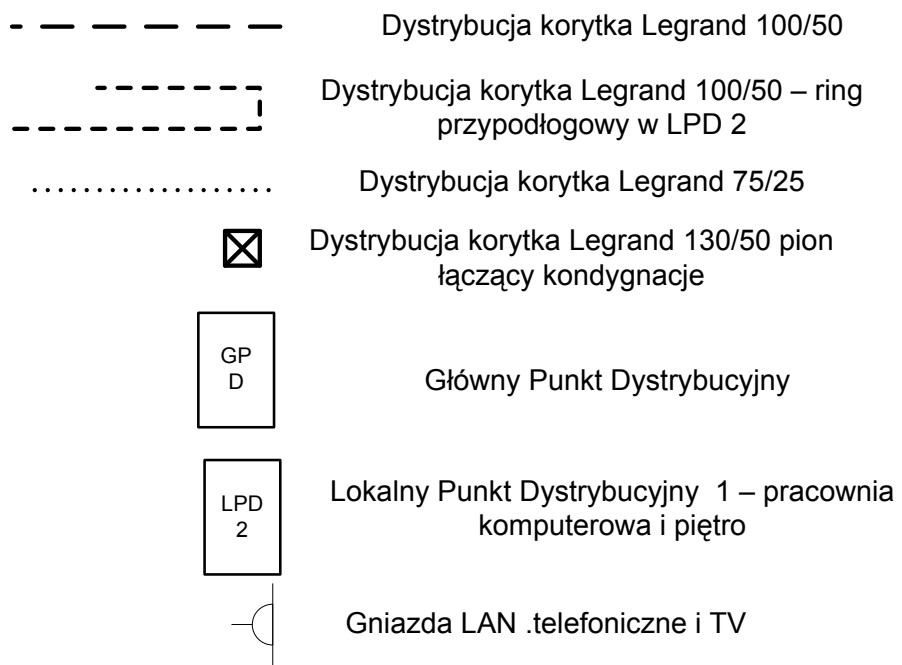 Dystrybucja korytka Legrand 100/50
Dystrybucja korytka Legrand 100/50 – ring
przypodłogowy w LPD 2
Dystrybucja korytka Legrand 75/25
Dystrybucja korytka Legrand 130/50 pion
łączący kondygnacje
GP
D
Główny Punkt Dystrybucyjny
LPD
2
Lokalny Punkt Dystrybucyjny 1 – pracownia
komputerowa i piętro
Gniazda LAN .telefoniczne i TV